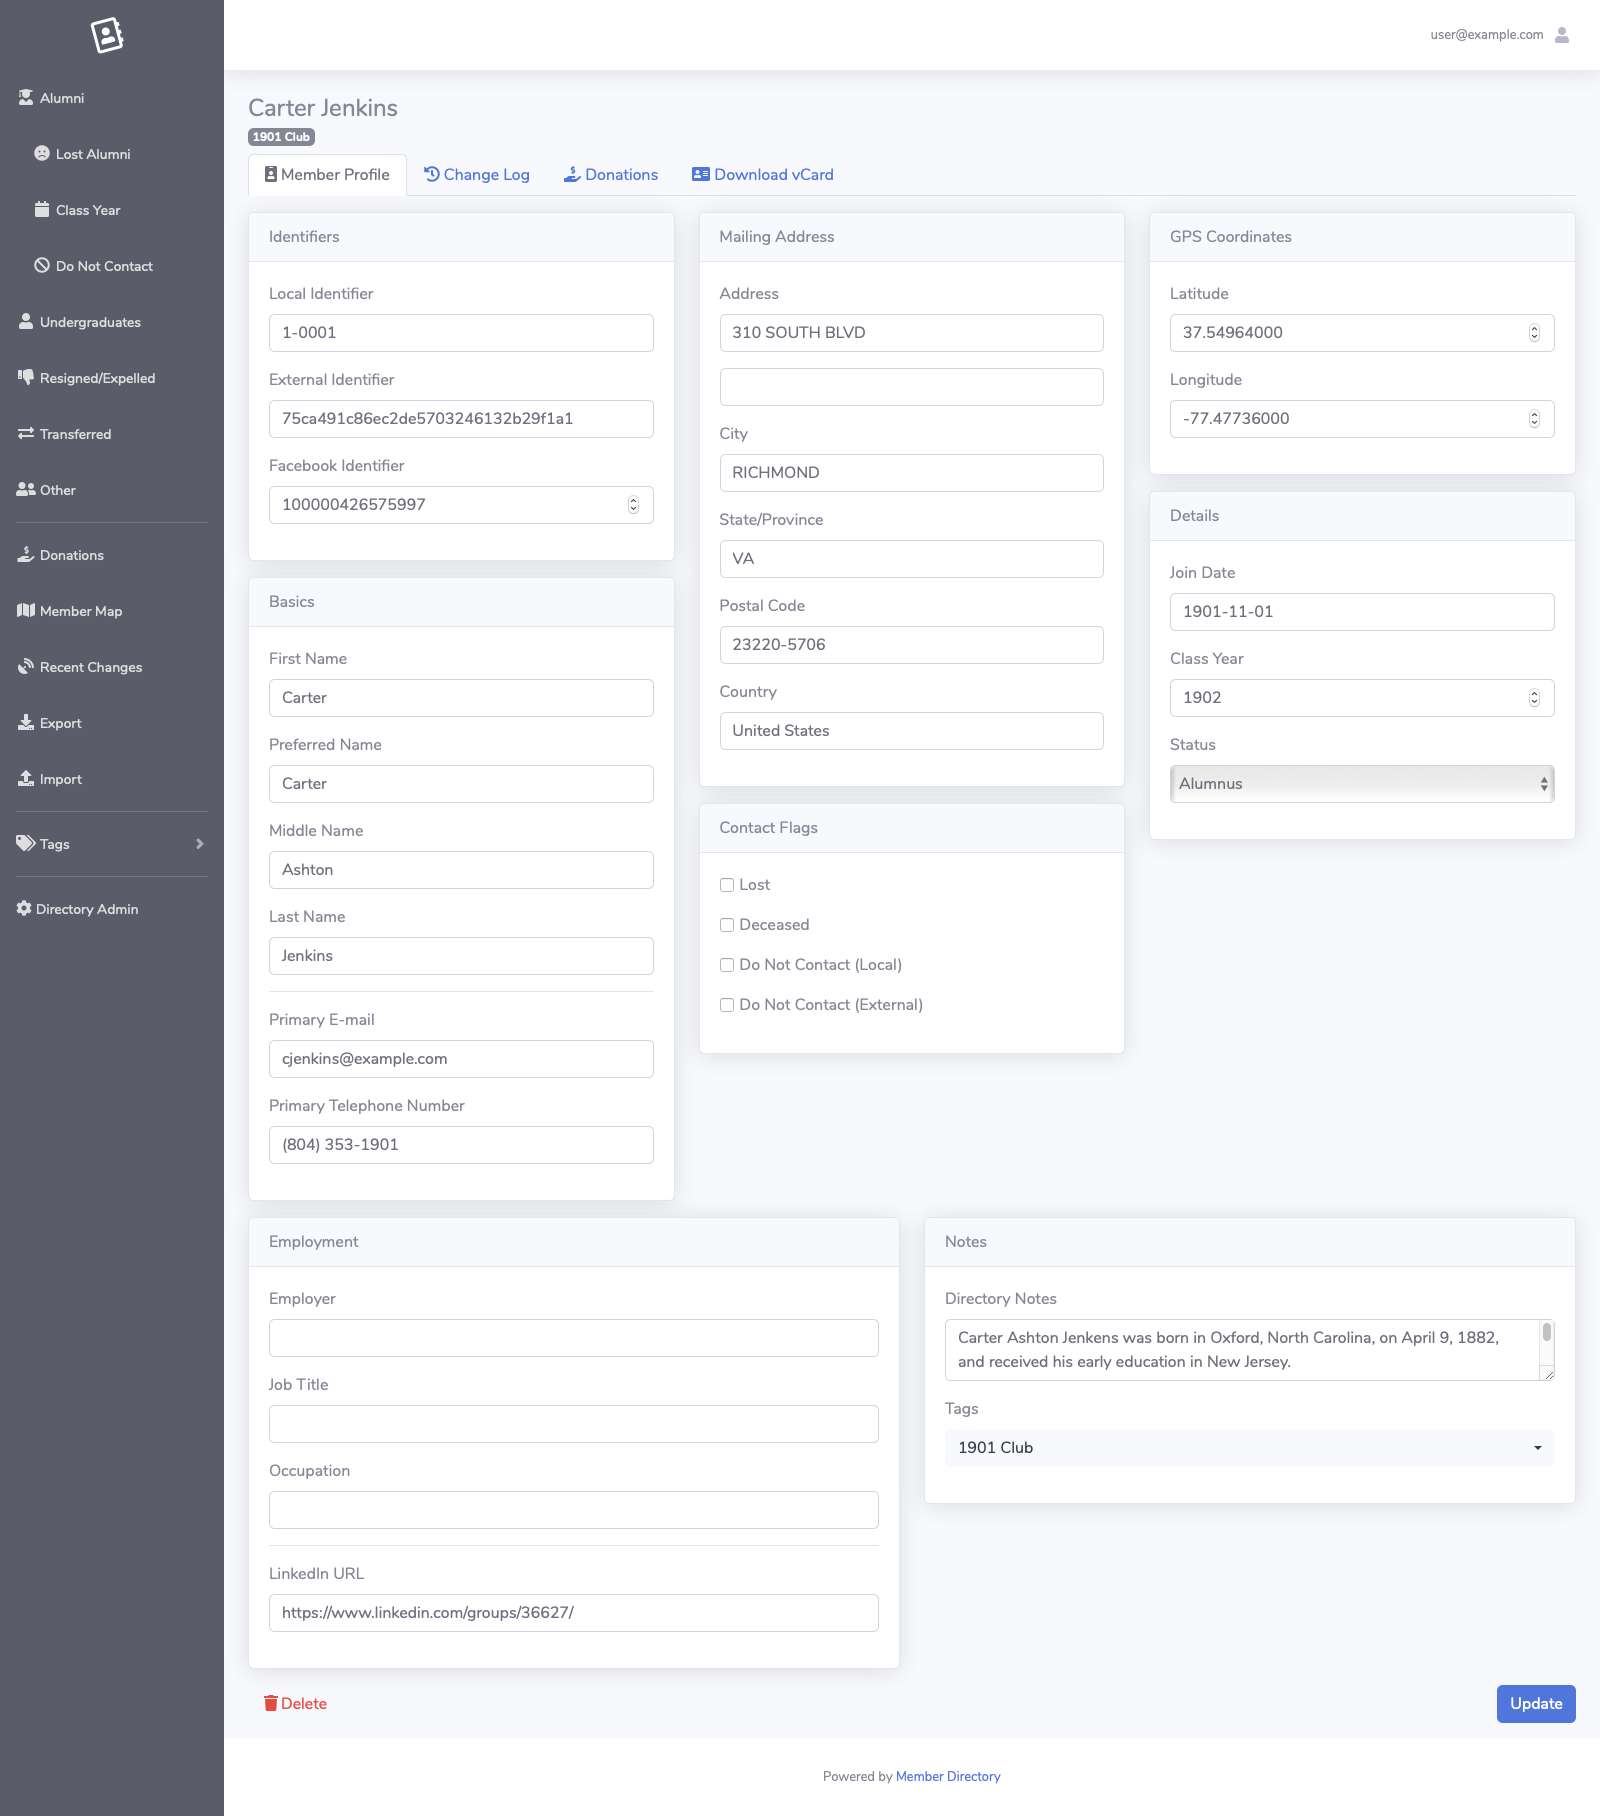 user@example.com
Alumni
Lost Alumni
Class Year
Do Not Contact
Undergraduates
Resigned/Expelled
Transferred
Other
Donations
Member Map
Recent Changes
Export
Import
Tags
Directory Admin
Carter Jenkins
1901 Club
Member Profile
Change Log
Donations
Download vCard
Identifiers
Local Identifier
1-0001
External Identifier
75ca491c86ec2de5703246132b29f1a1
Facebook Identifier
100000426575997
Basics
First Name
Carter
Preferred Name
Carter
Middle Name
Ashton
Last Name
Jenkins
Primary E-mail
cjenkins@example.com
Primary Telephone Number
(804) 353-1901
Mailing Address
Address
310 SOUTH BLVD
City
RICHMOND
State/Province
VA
Postal Code
23220-5706
Country
United States
Contact Flags
Lost
Deceased
Do Not Contact (Local)
Do Not Contact (External)
GPS Coordinates
Latitude
37.54964000
Longitude
-77.47736000
Details
Join Date
1901-11-01
Class Year
1902
Status
Alumnus
Employment
Employer
Job Title
Occupation
LinkedIn URL
https://www.linkedin.com/groups/36627/
Notes
Directory Notes
Carter Ashton Jenkens was born in Oxford, North Carolina, on April 9, 1882,
and received his early education in New Jersey.
Tags
1901 Club
Delete
Update
Powered by Member Directory